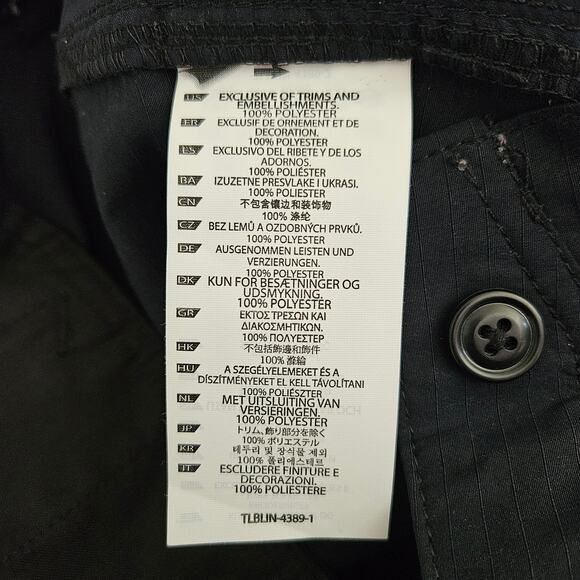 US EXCLUSIVE OF TRIMS AND
EMBELLISHMENTS.
100% POLYESTER
FR EXCLUSIF DE ORNEMENT ET DE
DECORATION.
100% POLYESTER
ES EXCLUSIVO DEL RIBETE Y DE LOS
ADORNOS.
100% POLIÉSTER
BA IZUZETNE PRESVLAKE I UKRASI.
100% POLIESTER
CN 不包含镶边和装饰物
100% 涤纶
CZ BEZ LEMŮ A OZDOBNÝCH PRVKŮ.
100% POLYESTER
DE AUSGENOMMEN LEISTEN UND
VERZIERUNGEN.
100% POLYESTER
DK KUN FOR BESÆTNINGER OG
UDSMYKNING.
100% POLYESTER
GR ΕΚΤΟΣ ΤΡΕΣΩΝ ΚΑΙ
ΔΙΑΚΟΣΜΗΤΙΚΩΝ.
100% ΠΟΛΥΕΣΤΕΡ
HK 不包括飾邊和飾件
100% 滌綸
HU A SZEGÉLYELEMEKET ÉS A
DÍSZÍTMÉNYEKET EL KELL TÁVOLÍTANI
100% POLIÉSZTER
NL MET UITSLUITING VAN
VERSIERINGEN.
100% POLYESTER
JP トリム、飾り部分を除く
100% ポリエステル
KR 테두리 및 장식물 제외
100% 폴리에스테르
IT ESCLUDERE FINITURE E
DECORAZIONI.
100% POLIESTERE
TLBLIN-4389-1